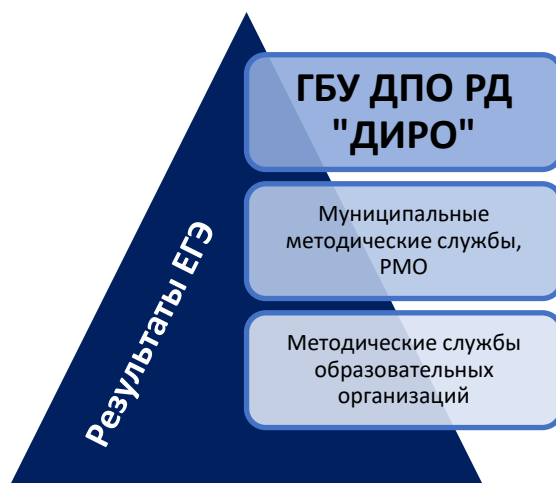 ГБУ ДПО РД
"ДИРО"
Муниципальные
методические службы,
РМО
Методические службы
образовательных
организаций
Результаты ЕГЭ